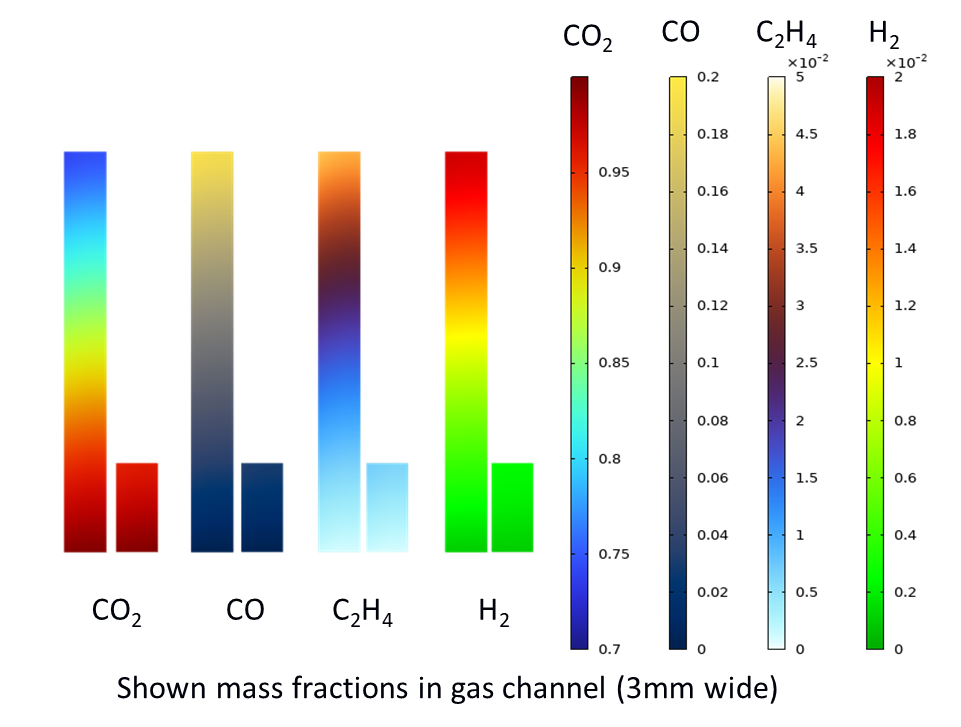 CO₂ CO C₂H₄ H₂
×10⁻² ×10⁻²
0.2 5 2
0.18 4.5 1.8
0.95
0.16 4 1.6
0.14 3.5 1.4
0.9
0.12 3 1.2
0.85 0.1 2.5 1
0.08 2 0.8
0.8
0.06 1.5 0.6
0.04 1 0.4
0.75
0.02 0.5 0.2
0.7 0 0 0
CO₂ CO C₂H₄ H₂
Shown mass fractions in gas channel (3mm wide)